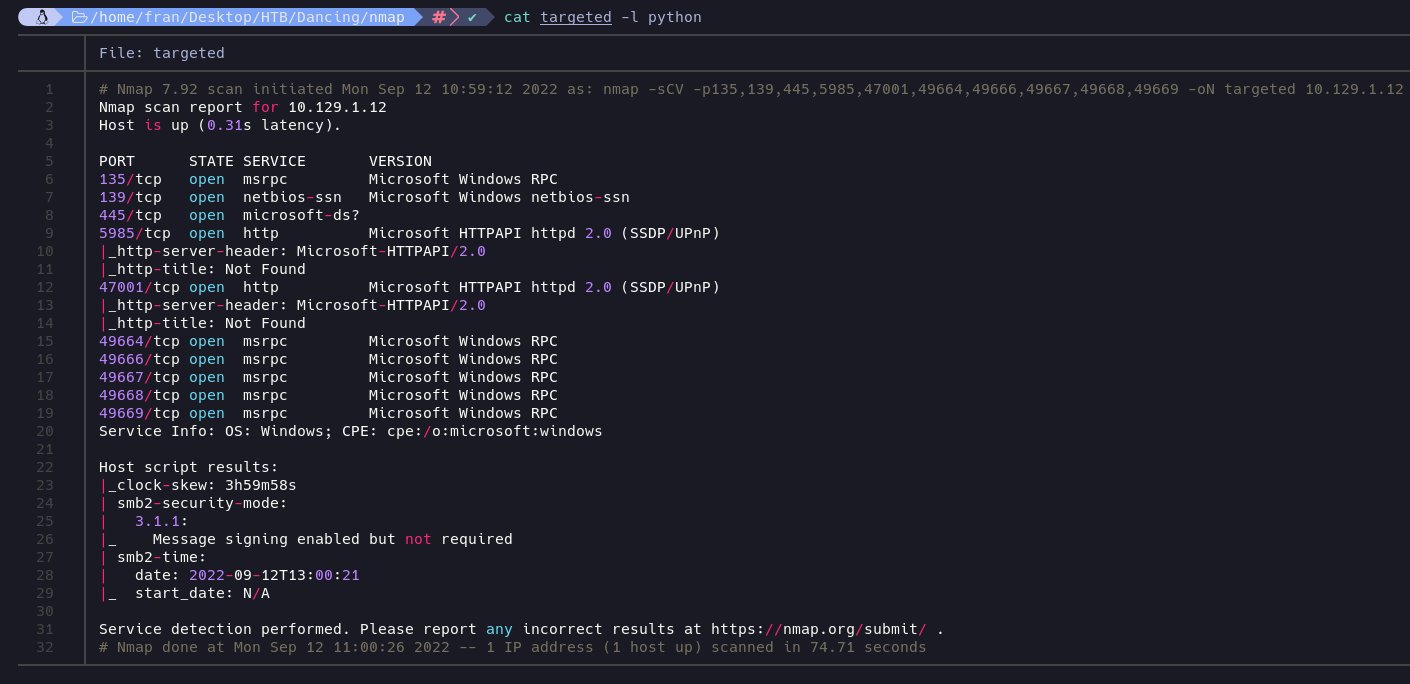 /home/fran/Desktop/HTB/Dancing/nmap # ✔ cat targeted -l python
File: targeted
1 # Nmap 7.92 scan initiated Mon Sep 12 10:59:12 2022 as: nmap -sCV -p135,139,445,5985,47001,49664,49666,49667,49668,49669 -oN targeted 10.129.1.12
2 Nmap scan report for 10.129.1.12
3 Host is up (0.31s latency).
4
5 PORT      STATE SERVICE       VERSION
6 135/tcp   open  msrpc         Microsoft Windows RPC
7 139/tcp   open  netbios-ssn   Microsoft Windows netbios-ssn
8 445/tcp   open  microsoft-ds?
9 5985/tcp  open  http          Microsoft HTTPAPI httpd 2.0 (SSDP/UPnP)
10 |_http-server-header: Microsoft-HTTPAPI/2.0
11 |_http-title: Not Found
12 47001/tcp open  http          Microsoft HTTPAPI httpd 2.0 (SSDP/UPnP)
13 |_http-server-header: Microsoft-HTTPAPI/2.0
14 |_http-title: Not Found
15 49664/tcp open  msrpc         Microsoft Windows RPC
16 49666/tcp open  msrpc         Microsoft Windows RPC
17 49667/tcp open  msrpc         Microsoft Windows RPC
18 49668/tcp open  msrpc         Microsoft Windows RPC
19 49669/tcp open  msrpc         Microsoft Windows RPC
20 Service Info: OS: Windows; CPE: cpe:/o:microsoft:windows
21
22 Host script results:
23 |_clock-skew: 3h59m58s
24 | smb2-security-mode:
25 |   3.1.1:
26 |_    Message signing enabled but not required
27 | smb2-time:
28 |   date: 2022-09-12T13:00:21
29 |_  start_date: N/A
30
31 Service detection performed. Please report any incorrect results at https://nmap.org/submit/ .
32 # Nmap done at Mon Sep 12 11:00:26 2022 -- 1 IP address (1 host up) scanned in 74.71 seconds